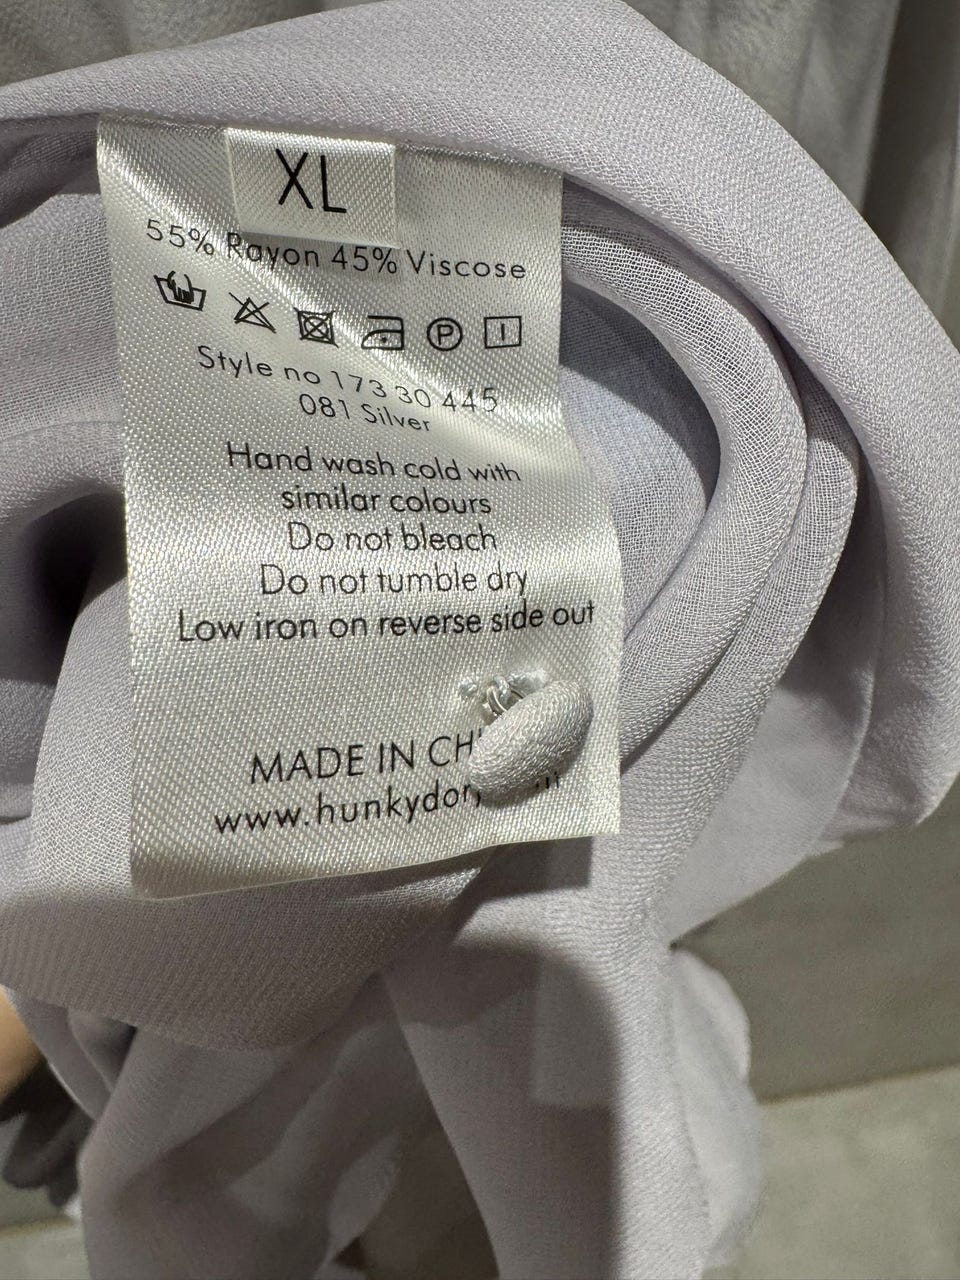 XL
55% Rayon 45% Viscose
P
Style no 173 30 445
081 Silver
Hand wash cold with
similar colours
Do not bleach
Do not tumble dry
Low iron on reverse side out
MADE IN
www.hunkydor